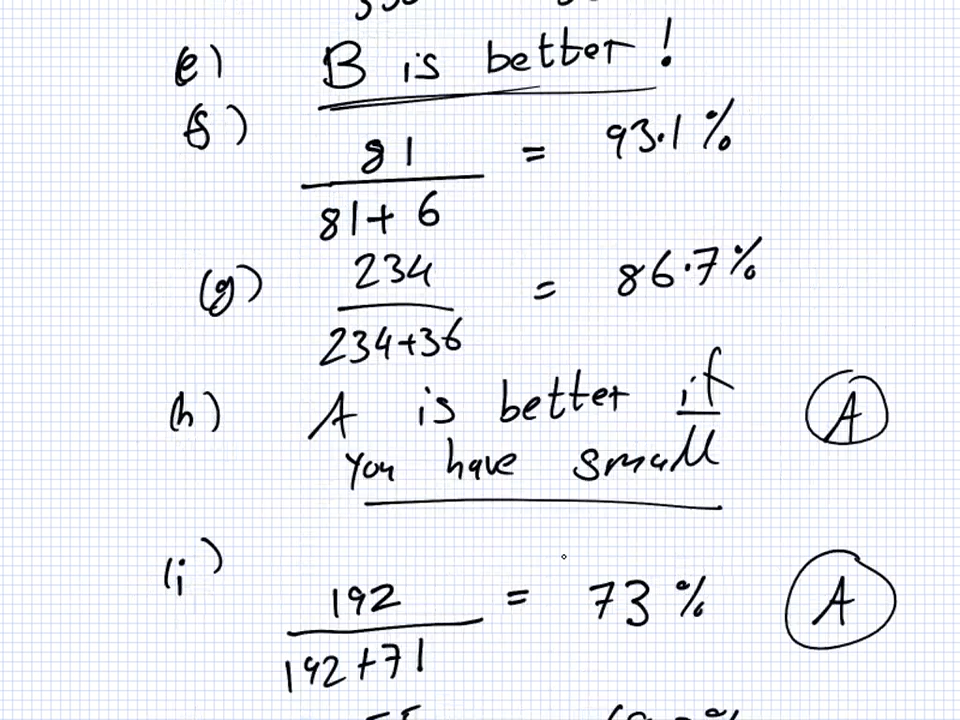 (e) B is better !
(f) 81 / 81 + 6 = 93.1 %
(g) 234 / 234+36 = 86.7 %
(h) A is better if A
you have small
(i) 192 / 192+71 = 73 % A